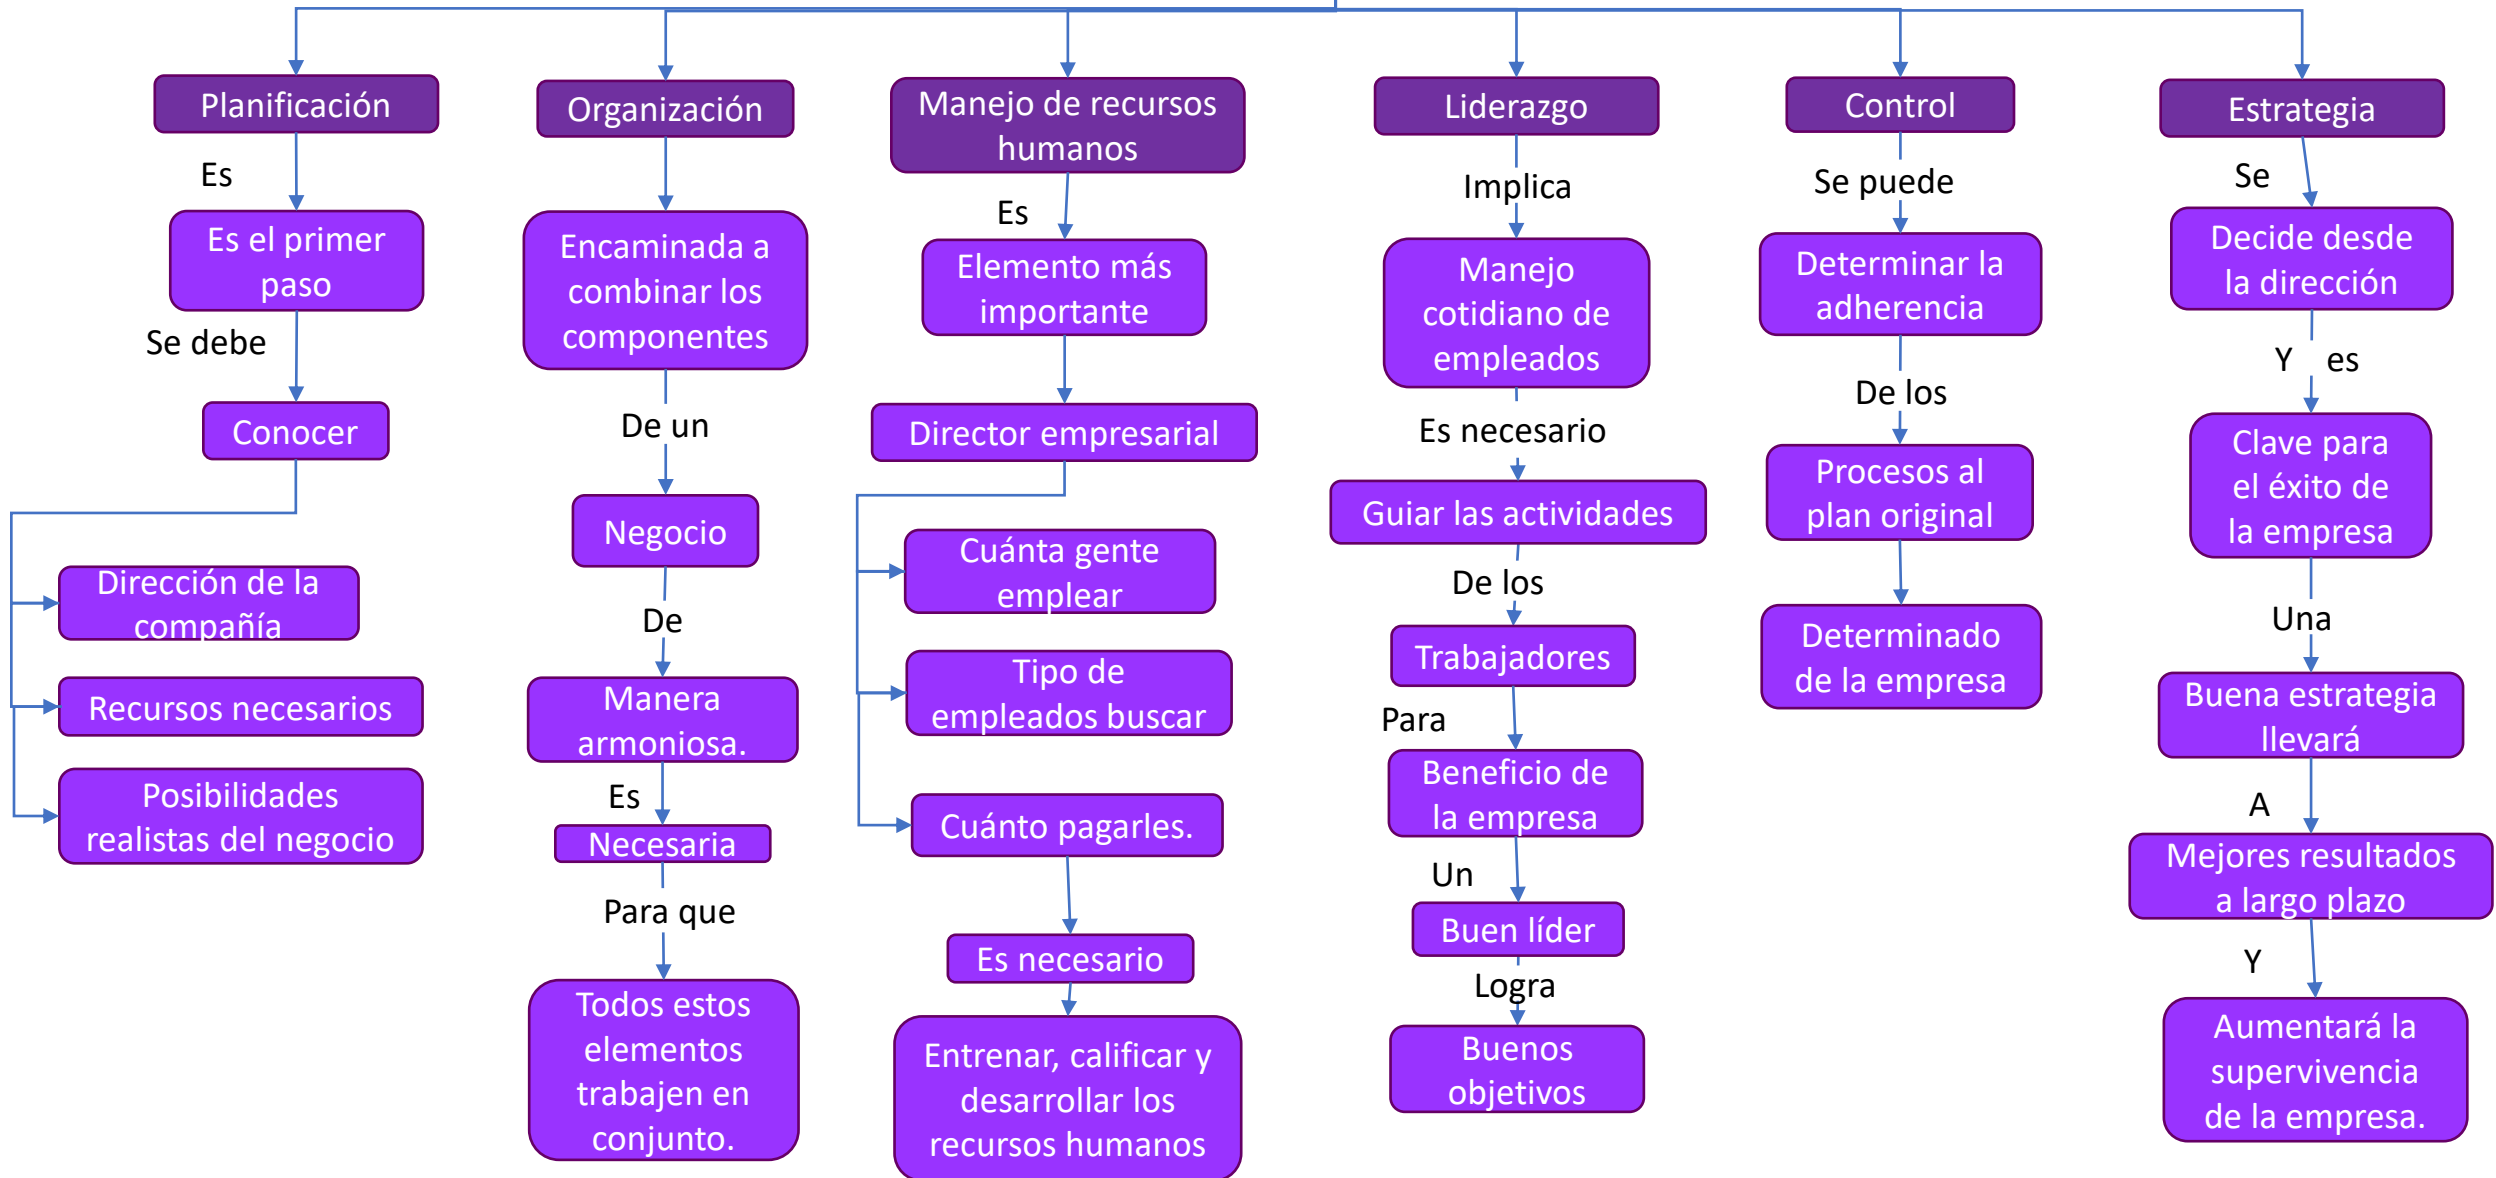 Planificación
Es
Es el primer
paso
Se debe
Conocer
Dirección de la
compañía
Recursos necesarios
Posibilidades
realistas del negocio
Organización
Encaminada a
combinar los
componentes
De un
Negocio
De
Manera
armoniosa.
Es
Necesaria
Para que
Todos estos
elementos
trabajen en
conjunto.
Manejo de recursos
humanos
Es
Elemento más
importante
Director empresarial
Cuánta gente
emplear
Tipo de
empleados buscar
Cuánto pagarles.
Es necesario
Entrenar, calificar y
desarrollar los
recursos humanos
Liderazgo
Implica
Manejo
cotidiano de
empleados
Es necesario
Guiar las actividades
De los
Trabajadores
Para
Beneficio de
la empresa
Un
Buen líder
Logra
Buenos
objetivos
Control
Se puede
Determinar la
adherencia
De los
Procesos al
plan original
Determinado
de la empresa
Estrategia
Se
Decide desde
la dirección
Y es
Clave para
el éxito de
la empresa
Una
Buena estrategia
llevará
A
Mejores resultados
a largo plazo
Y
Aumentará la
supervivencia
de la empresa.